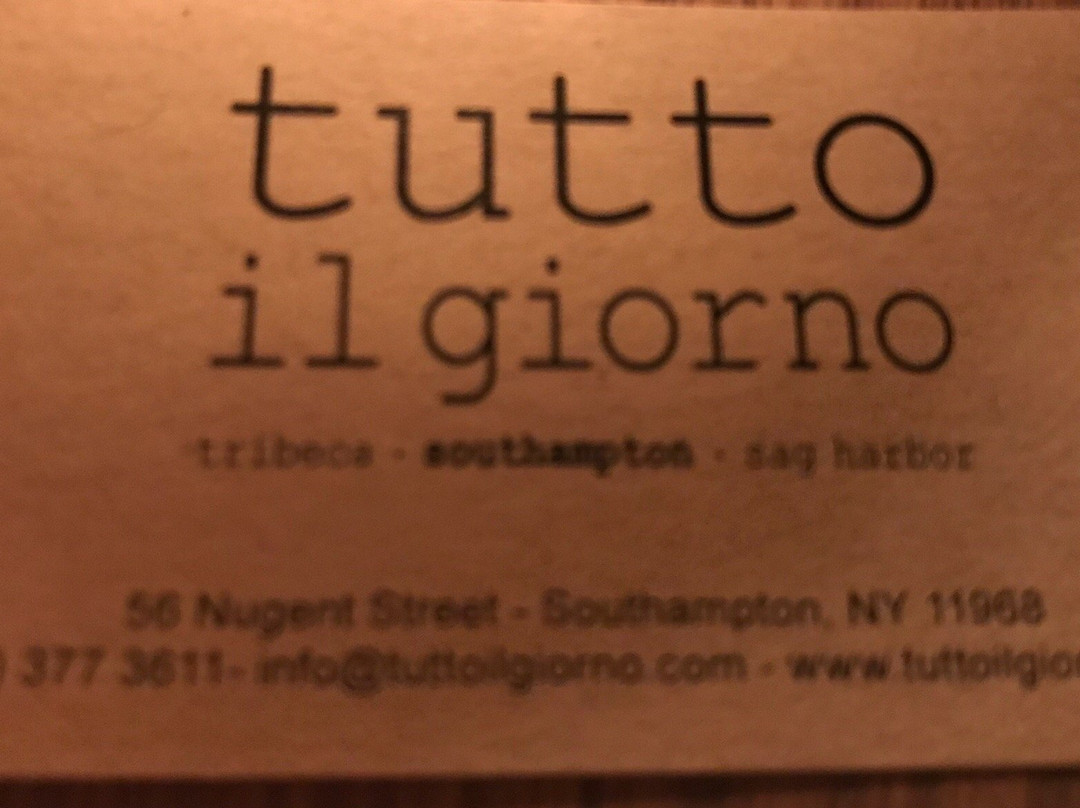 tutto
il giorno
tribeca · southampton · sag harbor
56 Nugent Street - Southampton, NY 11968
) 377 3611- info@tuttoilgiorno.com - www.tuttoilgior